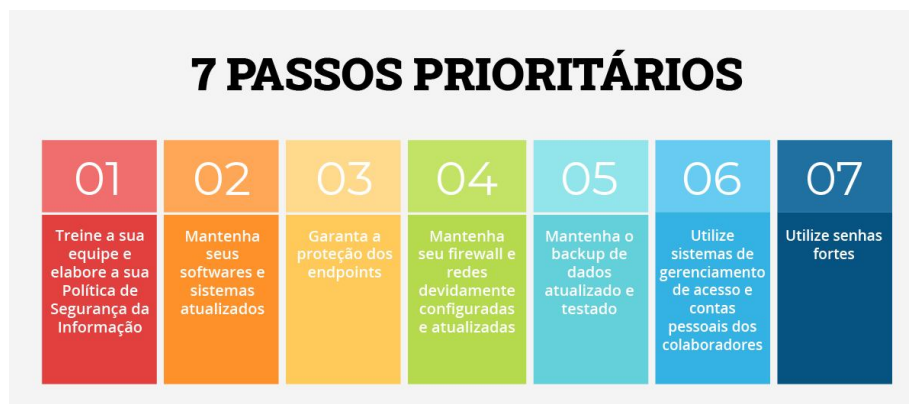 7 PASSOS PRIORITÁRIOS
01
Treine a sua
equipe e
elabore a sua
Política de
Segurança da
Informação
02
Mantenha
seus
softwares e
sistemas
atualizados
03
Garanta a
proteção dos
endpoints
04
Mantenha
seu firewall e
redes
devidamente
configuradas
e atualizadas
05
Mantenha o
backup de
dados
atualizado e
testado
06
Utilize
sistemas de
gerenciamento
de acesso e
contas
pessoais dos
colaboradores
07
Utilize senhas
fortes